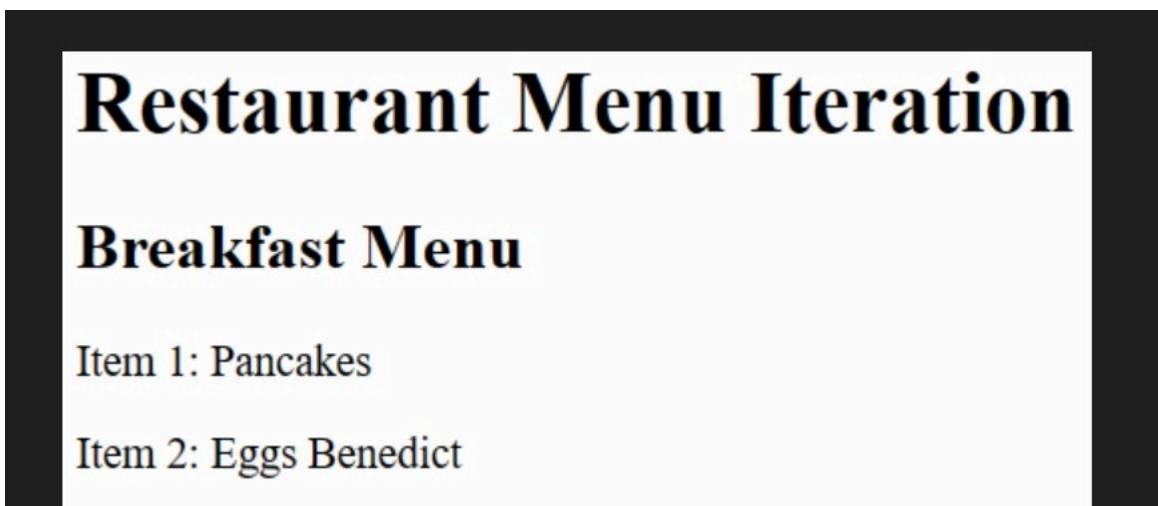 Restaurant Menu Iteration
Breakfast Menu
Item 1: Pancakes
Item 2: Eggs Benedict